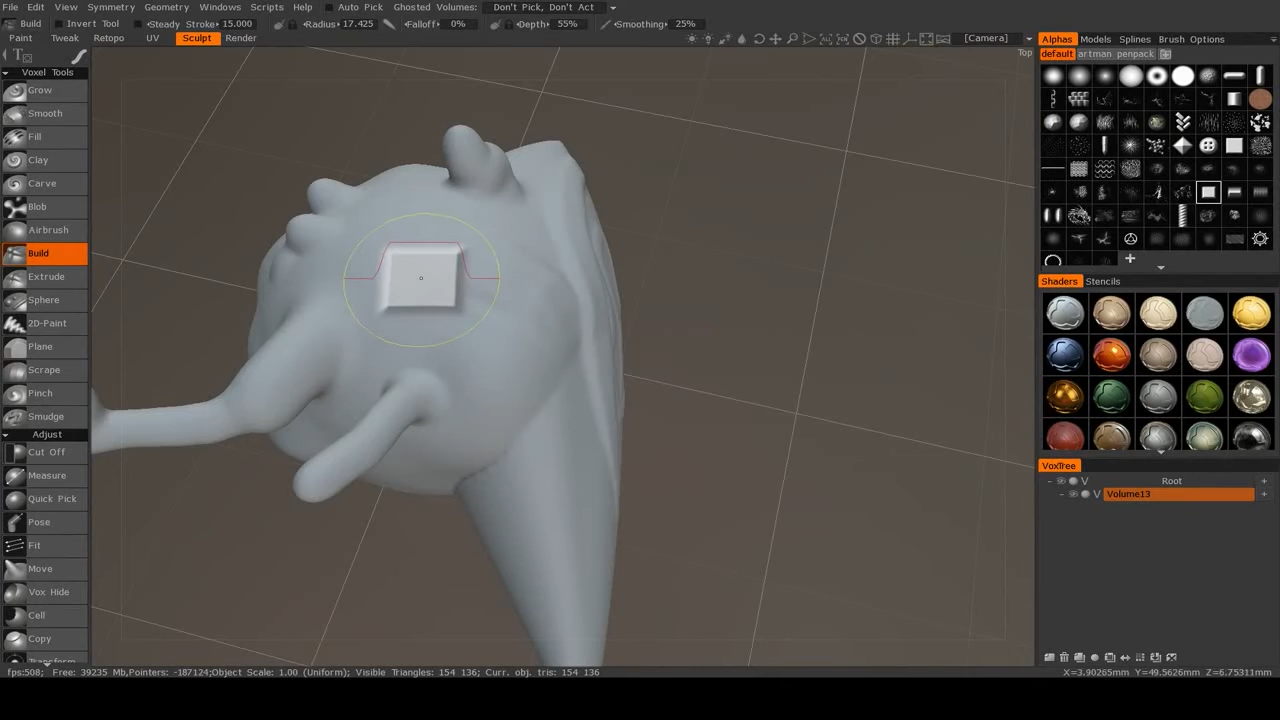 File Edit View Symmetry Geometry Textures Windows Scripts Help Auto Pick Ghosted Volumes: Don't Pick, Don't Act
Build Invert Tool Steady Stroke 15.000 Radius 17.425 Falloff 0% Depth 55% Smoothing 25%
Paint Tweak Retopo UV Sculpt Render [Camera]
Top
Voxel Tools
Grow
Smooth
Fill
Clay
Carve
Blob
Airbrush
Build
Extrude
Sphere
2D-Paint
Plane
Scrape
Pinch
Smudge
Adjust
Cut Off
Measure
Quick Pick
Pose
Fit
Move
Vox Hide
Cell
Copy
Alphas Models Splines Brush Options
default artman penpack
Shaders Stencils
VoxTree
V Root
V Volume13
fps:508; Free: 39235 Mb,Pointers: -187124;Object Scale: 1.00 (Uniform); Visible Triangles: 154 136; Curr. obj. tris: 154 136
X=3.90265mm Y=49.5626mm Z=6.75311mm